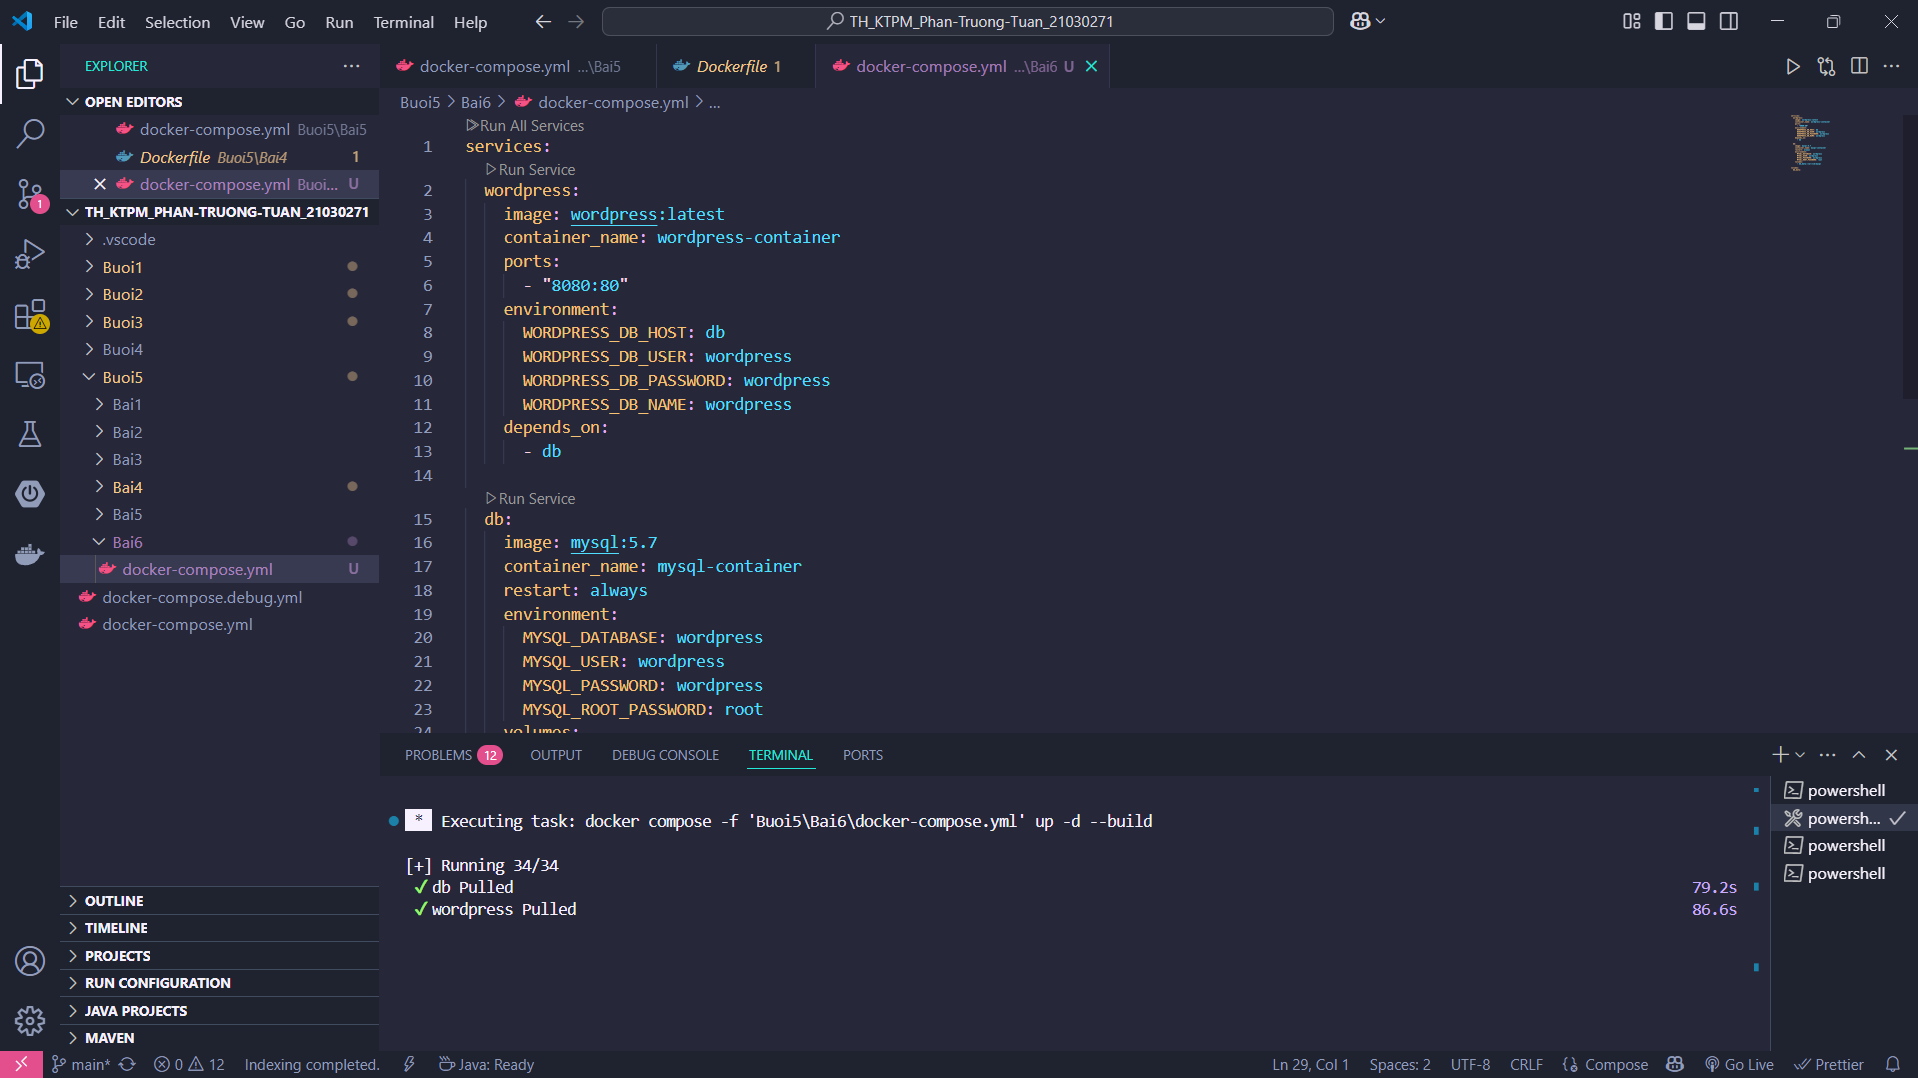 File Edit Selection View Go Run Terminal Help
TH_KTPM_Phan-Truong-Tuan_21030271
EXPLORER
OPEN EDITORS
docker-compose.yml Buoi5\Bai5
Dockerfile Buoi5\Bai4 1
docker-compose.yml Buoi... U
TH_KTPM_PHAN-TRUONG-TUAN_21030271
.vscode
Buoi1
Buoi2
Buoi3
Buoi4
Buoi5
Bai1
Bai2
Bai3
Bai4
Bai5
Bai6
docker-compose.yml U
docker-compose.debug.yml
docker-compose.yml
OUTLINE
TIMELINE
PROJECTS
RUN CONFIGURATION
JAVA PROJECTS
MAVEN
1
docker-compose.yml ...\Bai5
Dockerfile 1
docker-compose.yml ...\Bai6 U
Buoi5 > Bai6 > docker-compose.yml > ...
Run All Services
1 services:
Run Service
2 wordpress:
3 image: wordpress:latest
4 container_name: wordpress-container
5 ports:
6 - "8080:80"
7 environment:
8 WORDPRESS_DB_HOST: db
9 WORDPRESS_DB_USER: wordpress
10 WORDPRESS_DB_PASSWORD: wordpress
11 WORDPRESS_DB_NAME: wordpress
12 depends_on:
13 - db
14
Run Service
15 db:
16 image: mysql:5.7
17 container_name: mysql-container
18 restart: always
19 environment:
20 MYSQL_DATABASE: wordpress
21 MYSQL_USER: wordpress
22 MYSQL_PASSWORD: wordpress
23 MYSQL_ROOT_PASSWORD: root
24 volumes:
PROBLEMS 12 OUTPUT DEBUG CONSOLE TERMINAL PORTS
* Executing task: docker compose -f 'Buoi5\Bai6\docker-compose.yml' up -d --build
[+] Running 34/34
✔ db Pulled 79.2s
✔ wordpress Pulled 86.6s
powershell
powersh...
powershell
powershell
main* 0 12 Indexing completed. Java: Ready
Ln 29, Col 1 Spaces: 2 UTF-8 CRLF Compose Go Live Prettier